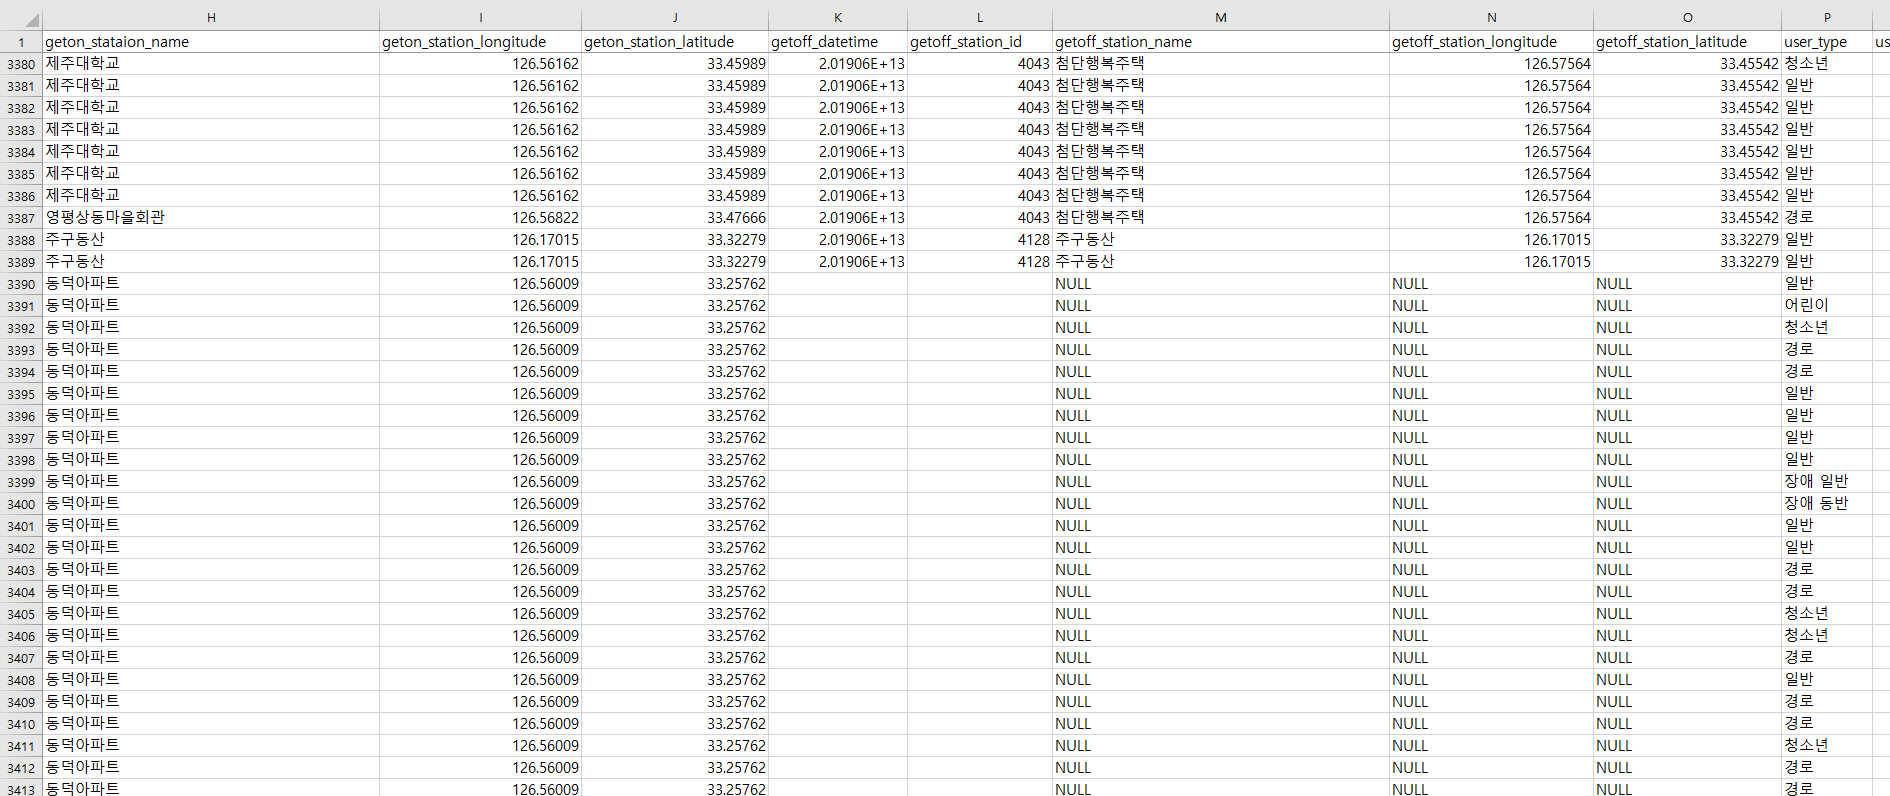 H I J K L M N O P
1 geton_stataion_name geton_station_longitude geton_station_latitude getoff_datetime getoff_station_id getoff_station_name getoff_station_longitude getoff_station_latitude user_type us
3380 제주대학교 126.56162 33.45989 2.01906E+13 4043 첨단행복주택 126.57564 33.45542 청소년
3381 제주대학교 126.56162 33.45989 2.01906E+13 4043 첨단행복주택 126.57564 33.45542 일반
3382 제주대학교 126.56162 33.45989 2.01906E+13 4043 첨단행복주택 126.57564 33.45542 일반
3383 제주대학교 126.56162 33.45989 2.01906E+13 4043 첨단행복주택 126.57564 33.45542 일반
3384 제주대학교 126.56162 33.45989 2.01906E+13 4043 첨단행복주택 126.57564 33.45542 일반
3385 제주대학교 126.56162 33.45989 2.01906E+13 4043 첨단행복주택 126.57564 33.45542 일반
3386 제주대학교 126.56162 33.45989 2.01906E+13 4043 첨단행복주택 126.57564 33.45542 일반
3387 영평상동마을회관 126.56822 33.47666 2.01906E+13 4043 첨단행복주택 126.57564 33.45542 경로
3388 주구동산 126.17015 33.32279 2.01906E+13 4128 주구동산 126.17015 33.32279 일반
3389 주구동산 126.17015 33.32279 2.01906E+13 4128 주구동산 126.17015 33.32279 일반
3390 동덕아파트 126.56009 33.25762 NULL NULL NULL 일반
3391 동덕아파트 126.56009 33.25762 NULL NULL NULL 어린이
3392 동덕아파트 126.56009 33.25762 NULL NULL NULL 청소년
3393 동덕아파트 126.56009 33.25762 NULL NULL NULL 경로
3394 동덕아파트 126.56009 33.25762 NULL NULL NULL 경로
3395 동덕아파트 126.56009 33.25762 NULL NULL NULL 일반
3396 동덕아파트 126.56009 33.25762 NULL NULL NULL 일반
3397 동덕아파트 126.56009 33.25762 NULL NULL NULL 일반
3398 동덕아파트 126.56009 33.25762 NULL NULL NULL 일반
3399 동덕아파트 126.56009 33.25762 NULL NULL NULL 장애 일반
3400 동덕아파트 126.56009 33.25762 NULL NULL NULL 장애 동반
3401 동덕아파트 126.56009 33.25762 NULL NULL NULL 일반
3402 동덕아파트 126.56009 33.25762 NULL NULL NULL 일반
3403 동덕아파트 126.56009 33.25762 NULL NULL NULL 경로
3404 동덕아파트 126.56009 33.25762 NULL NULL NULL 경로
3405 동덕아파트 126.56009 33.25762 NULL NULL NULL 청소년
3406 동덕아파트 126.56009 33.25762 NULL NULL NULL 청소년
3407 동덕아파트 126.56009 33.25762 NULL NULL NULL 경로
3408 동덕아파트 126.56009 33.25762 NULL NULL NULL 일반
3409 동덕아파트 126.56009 33.25762 NULL NULL NULL 경로
3410 동덕아파트 126.56009 33.25762 NULL NULL NULL 경로
3411 동덕아파트 126.56009 33.25762 NULL NULL NULL 청소년
3412 동덕아파트 126.56009 33.25762 NULL NULL NULL 경로
3413 동덕아파트 126.56009 33.25762 NULL NULL NULL 경로